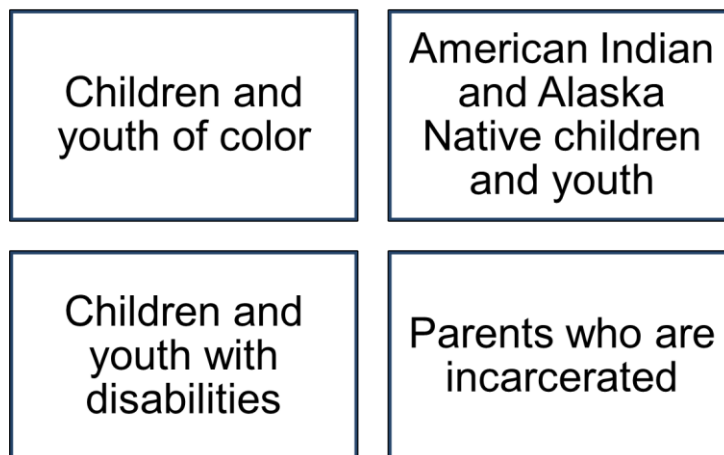 Children and
youth of color
American Indian
and Alaska
Native children
and youth
Children and
youth with
disabilities
Parents who are
incarcerated